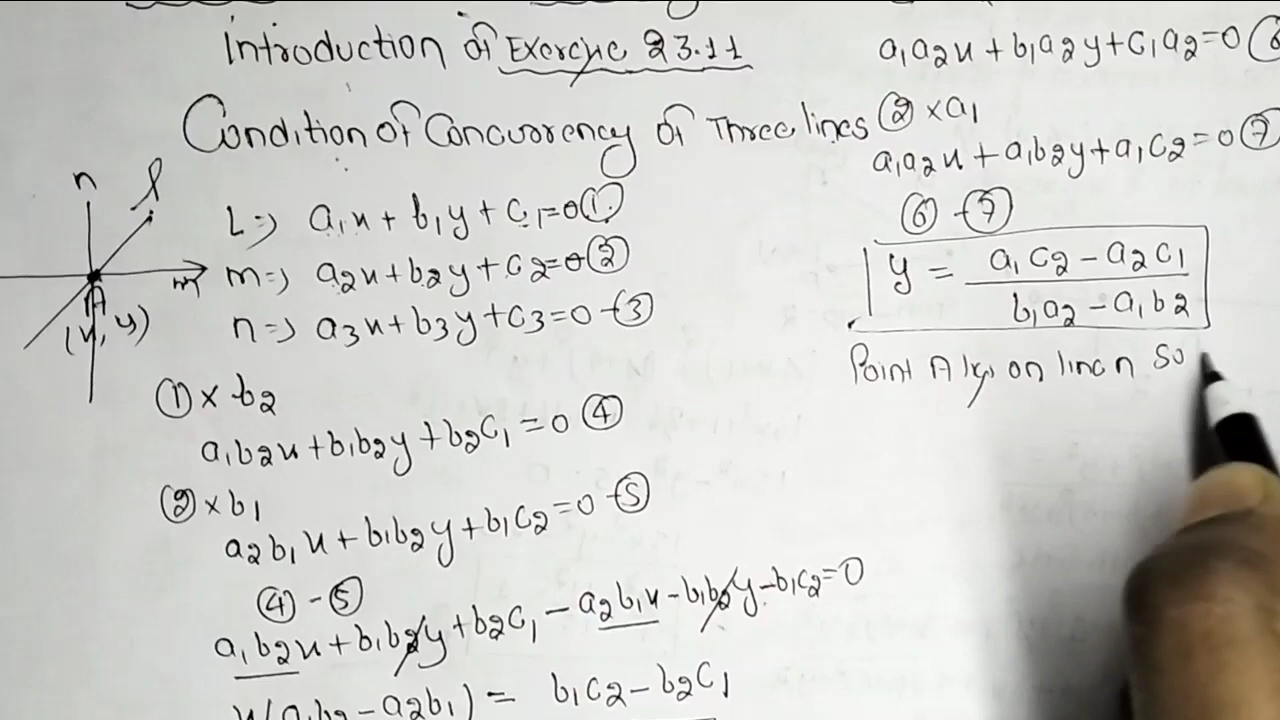 Introduction of Exercise 23.11
Condition of Concurrency of Three lines
n
l
m
A
(x, y)
L => a₁x + b₁y + c₁=0 ①
m => a₂x+b₂y+c₂=0 ②
n => a₃x+b₃y+c₃=0 -③
① × b₂
a₁b₂x+b₁b₂y+b₂c₁=0 ④
② × b₁
a₂b₁x+b₁b₂y+b₁c₂=0 -⑤
④ - ⑤
a₁b₂x+b₁b₂y+b₂c₁ - a₂b₁x - b₁b₂y - b₁c₂=0
x(a₁b₂-a₂b₁) = b₁c₂-b₂c₁
a₁a₂x + b₁a₂y + c₁a₂=0 ⑥
② × a₁
a₁a₂x + a₁b₂y + a₁c₂=0 ⑦
⑥ - ⑦
y = a₁c₂-a₂c₁ / b₁a₂-a₁b₂
Point A lys on line n So